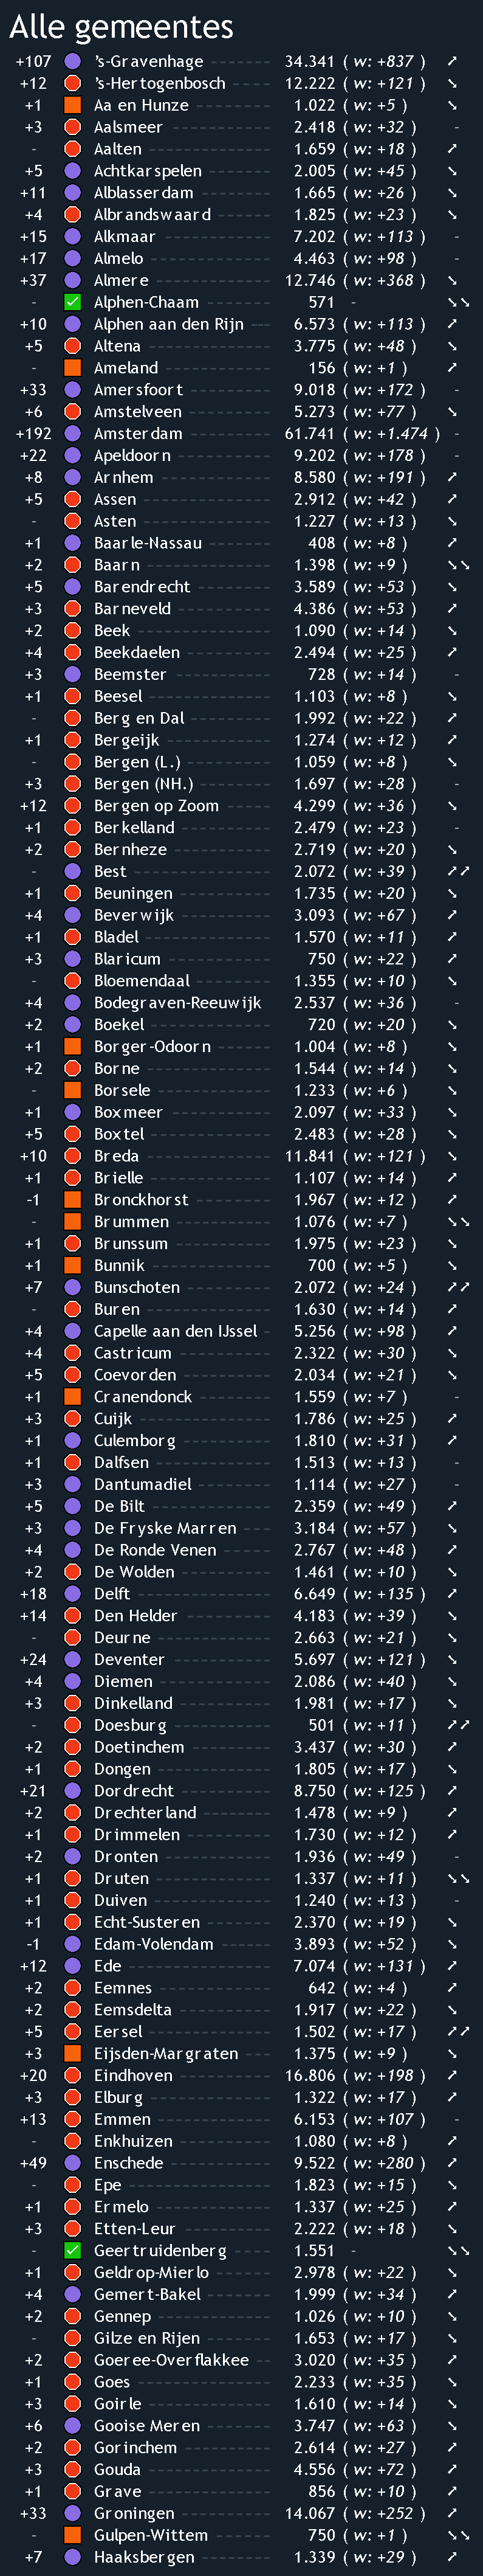 Alle gemeentes
+107 's-Gravenhage 34.341 ( w: +837 ) ↗
+12 's-Hertogenbosch 12.222 ( w: +121 ) ↘
+1 Aa en Hunze 1.022 ( w: +5 ) ↘
+3 Aalsmeer 2.418 ( w: +32 ) -
- Aalten 1.659 ( w: +18 ) ↗
+5 Achtkarspelen 2.005 ( w: +45 ) ↘
+11 Alblasserdam 1.665 ( w: +26 ) ↘
+4 Albrandswaard 1.825 ( w: +23 ) ↘
+15 Alkmaar 7.202 ( w: +113 ) -
+17 Almelo 4.463 ( w: +98 ) -
+37 Almere 12.746 ( w: +368 ) ↘
- Alphen-Chaam 571 - ↘↘
+10 Alphen aan den Rijn 6.573 ( w: +113 ) ↗
+5 Altena 3.775 ( w: +48 ) ↘
- Ameland 156 ( w: +1 ) ↗
+33 Amersfoort 9.018 ( w: +172 ) -
+6 Amstelveen 5.273 ( w: +77 ) ↘
+192 Amsterdam 61.741 ( w: +1.474 ) -
+22 Apeldoorn 9.202 ( w: +178 ) -
+8 Arnhem 8.580 ( w: +191 ) ↗
+5 Assen 2.912 ( w: +42 ) ↗
- Asten 1.227 ( w: +13 ) ↘
+1 Baarle-Nassau 408 ( w: +8 ) ↗
+2 Baarn 1.398 ( w: +9 ) ↘↘
+5 Barendrecht 3.589 ( w: +53 ) ↘
+3 Barneveld 4.386 ( w: +53 ) ↗
+2 Beek 1.090 ( w: +14 ) ↘
+4 Beekdaelen 2.494 ( w: +25 ) ↗
+3 Beemster 728 ( w: +14 ) -
+1 Beesel 1.103 ( w: +8 ) ↘
- Berg en Dal 1.992 ( w: +22 ) ↗
+1 Bergeijk 1.274 ( w: +12 ) ↗
- Bergen (L.) 1.059 ( w: +8 ) ↘
+3 Bergen (NH.) 1.697 ( w: +28 ) -
+12 Bergen op Zoom 4.299 ( w: +36 ) ↘
+1 Berkelland 2.479 ( w: +23 ) -
+2 Bernheze 2.719 ( w: +20 ) ↘
- Best 2.072 ( w: +39 ) ↗↗
+1 Beuningen 1.735 ( w: +20 ) ↘
+4 Beverwijk 3.093 ( w: +67 ) ↗
+1 Bladel 1.570 ( w: +11 ) ↗
+3 Blaricum 750 ( w: +22 ) ↗
- Bloemendaal 1.355 ( w: +10 ) ↘
+4 Bodegraven-Reeuwijk 2.537 ( w: +36 ) -
+2 Boekel 720 ( w: +20 ) ↘
+1 Borger-Odoorn 1.004 ( w: +8 ) ↘
+2 Borne 1.544 ( w: +14 ) ↘
- Borsele 1.233 ( w: +6 ) ↘
+1 Boxmeer 2.097 ( w: +33 ) ↘
+5 Boxtel 2.483 ( w: +28 ) ↘
+10 Breda 11.841 ( w: +121 ) ↘
+1 Brielle 1.107 ( w: +14 ) ↗
-1 Bronckhorst 1.967 ( w: +12 ) ↗
- Brummen 1.076 ( w: +7 ) ↘↘
+1 Brunssum 1.975 ( w: +23 ) ↘
+1 Bunnik 700 ( w: +5 ) ↘
+7 Bunschoten 2.072 ( w: +24 ) ↗↗
- Buren 1.630 ( w: +14 ) ↗
+4 Capelle aan den IJssel 5.256 ( w: +98 ) ↗
+4 Castricum 2.322 ( w: +30 ) ↘
+5 Coevorden 2.034 ( w: +21 ) ↘
+1 Cranendonck 1.559 ( w: +7 ) -
+3 Cuijk 1.786 ( w: +25 ) ↗
+1 Culemborg 1.810 ( w: +31 ) ↗
+1 Dalfsen 1.513 ( w: +13 ) -
+3 Dantumadiel 1.114 ( w: +27 ) -
+5 De Bilt 2.359 ( w: +49 ) ↗
+3 De Fryske Marren 3.184 ( w: +57 ) ↘
+4 De Ronde Venen 2.767 ( w: +48 ) ↗
+2 De Wolden 1.461 ( w: +10 ) ↘
+18 Delft 6.649 ( w: +135 ) ↗
+14 Den Helder 4.183 ( w: +39 ) ↘
- Deurne 2.663 ( w: +21 ) ↘
+24 Deventer 5.697 ( w: +121 ) ↘
+4 Diemen 2.086 ( w: +40 ) ↘
+3 Dinkelland 1.981 ( w: +17 ) ↘
- Doesburg 501 ( w: +11 ) ↗↗
+2 Doetinchem 3.437 ( w: +30 ) ↗
+1 Dongen 1.805 ( w: +17 ) ↘
+21 Dordrecht 8.750 ( w: +125 ) ↗
+2 Drechterland 1.478 ( w: +9 ) ↗
+1 Drimmelen 1.730 ( w: +12 ) ↗
+2 Dronten 1.936 ( w: +49 ) -
+1 Druten 1.337 ( w: +11 ) ↘↘
+1 Duiven 1.240 ( w: +13 ) -
+1 Echt-Susteren 2.370 ( w: +19 ) ↘
-1 Edam-Volendam 3.893 ( w: +52 ) ↘
+12 Ede 7.074 ( w: +131 ) ↗
+2 Eemnes 642 ( w: +4 ) ↗
+2 Eemsdelta 1.917 ( w: +22 ) ↘
+5 Eersel 1.502 ( w: +17 ) ↗↗
+3 Eijsden-Margraten 1.375 ( w: +9 ) ↘
+20 Eindhoven 16.806 ( w: +198 ) ↗
+3 Elburg 1.322 ( w: +17 ) ↗
+13 Emmen 6.153 ( w: +107 ) -
- Enkhuizen 1.080 ( w: +8 ) ↗
+49 Enschede 9.522 ( w: +280 ) ↗
- Epe 1.823 ( w: +15 ) ↘
+1 Ermelo 1.337 ( w: +25 ) ↗
+3 Etten-Leur 2.222 ( w: +18 ) ↘
- Geertruidenberg 1.551 - ↘↘
+1 Geldrop-Mierlo 2.978 ( w: +22 ) ↘
+4 Gemert-Bakel 1.999 ( w: +34 ) ↗
+2 Gennep 1.026 ( w: +10 ) ↘
- Gilze en Rijen 1.653 ( w: +17 ) ↘
+2 Goeree-Overflakkee 3.020 ( w: +35 ) ↗
+1 Goes 2.233 ( w: +35 ) ↘
+3 Goirle 1.610 ( w: +14 ) ↘
+6 Gooise Meren 3.747 ( w: +63 ) ↘
+2 Gorinchem 2.614 ( w: +27 ) ↗
+3 Gouda 4.556 ( w: +72 ) ↗
+1 Grave 856 ( w: +10 ) ↗
+33 Groningen 14.067 ( w: +252 ) ↗
- Gulpen-Wittem 750 ( w: +1 ) ↘↘
+7 Haaksbergen 1.339 ( w: +29 ) ↗